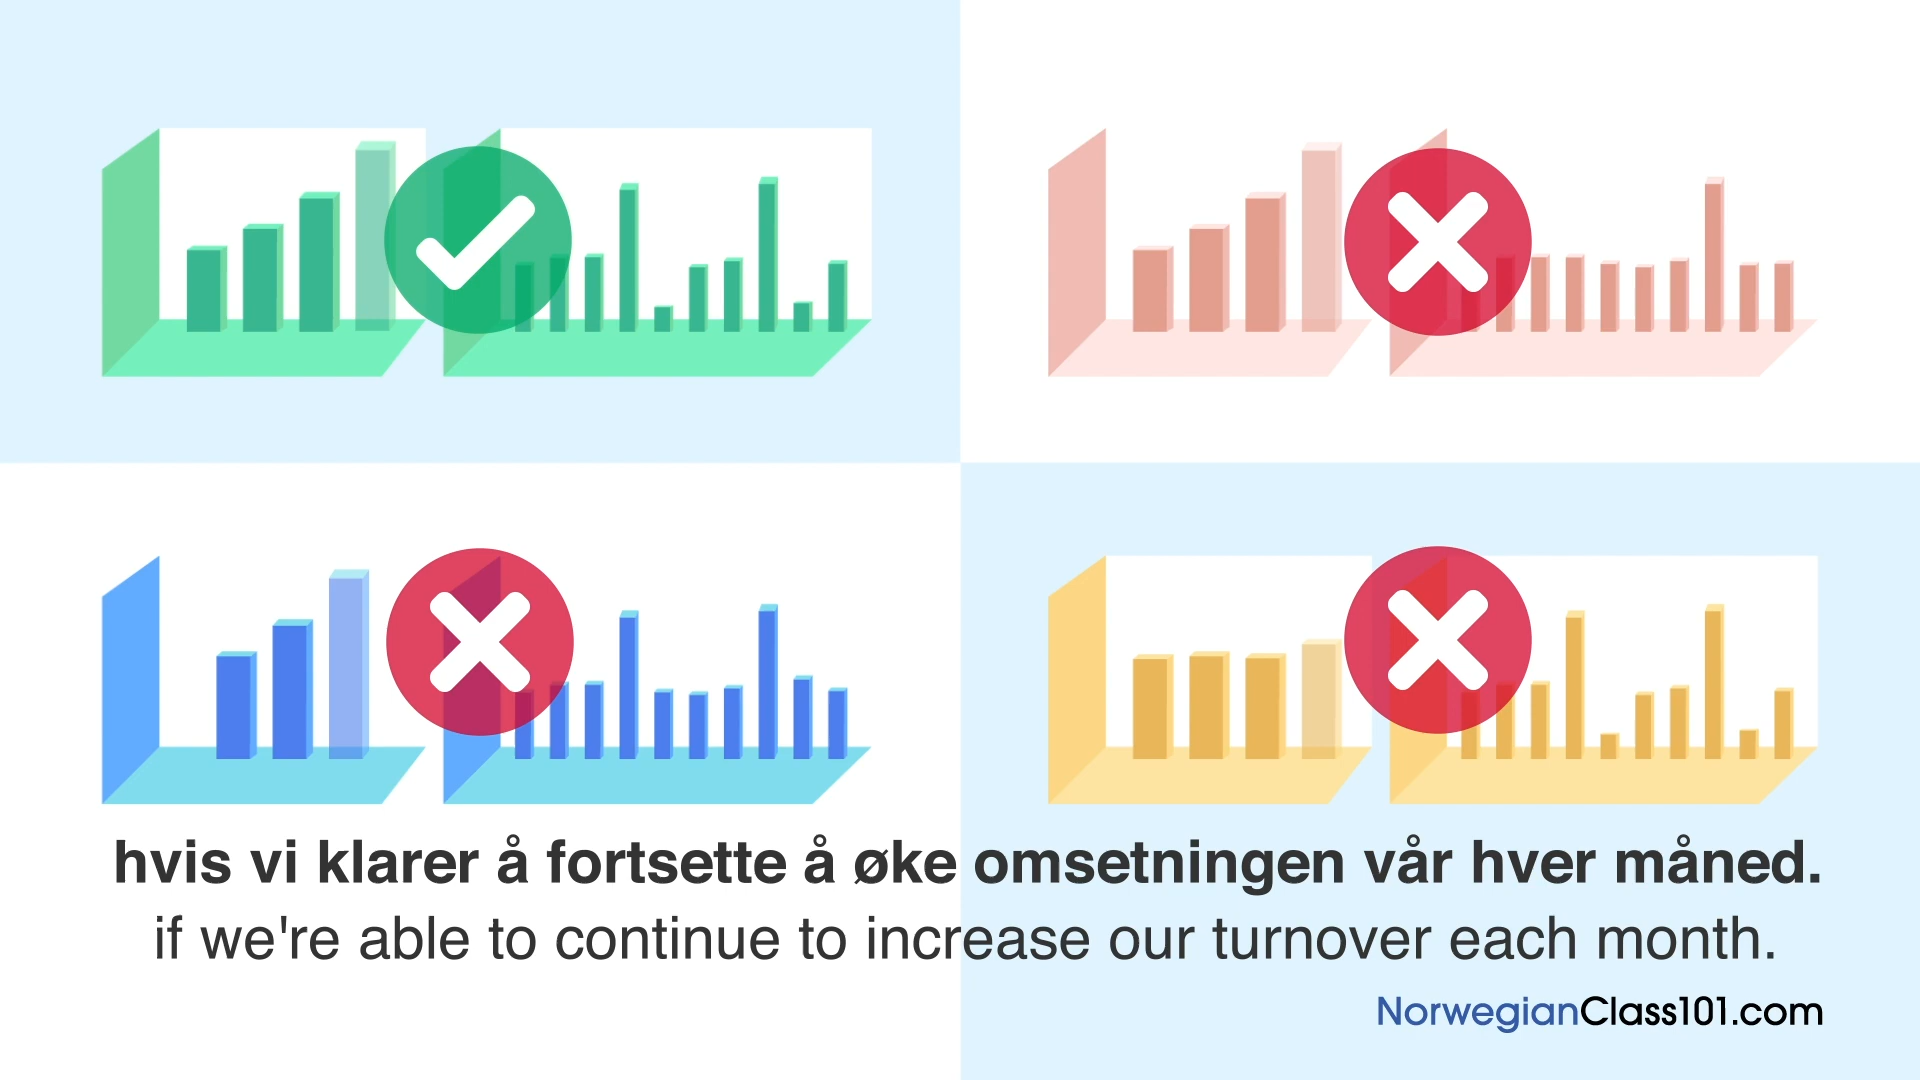 hvis vi klarer å fortsette å øke omsetningen vår hver måned.
if we're able to continue to increase our turnover each month.
NorwegianClass101.com